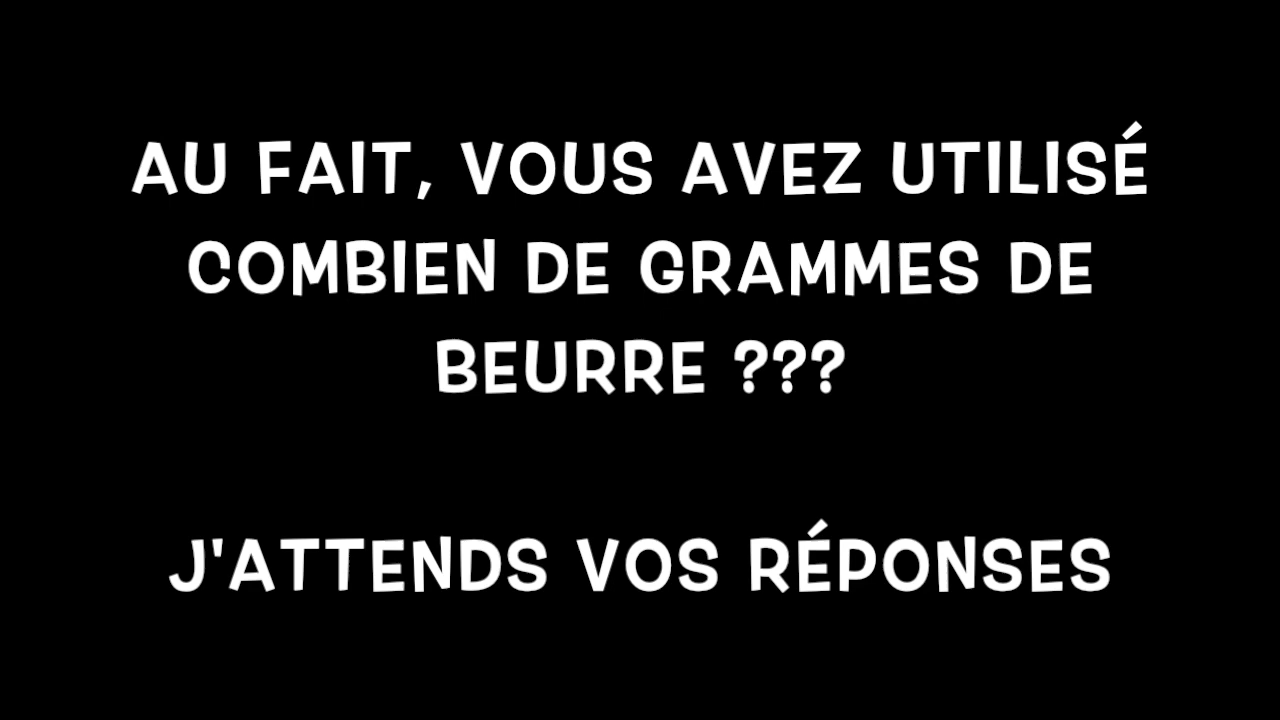 AU FAIT, VOUS AVEZ UTILISÉ
COMBIEN DE GRAMMES DE
BEURRE ???
J'ATTENDS VOS RÉPONSES